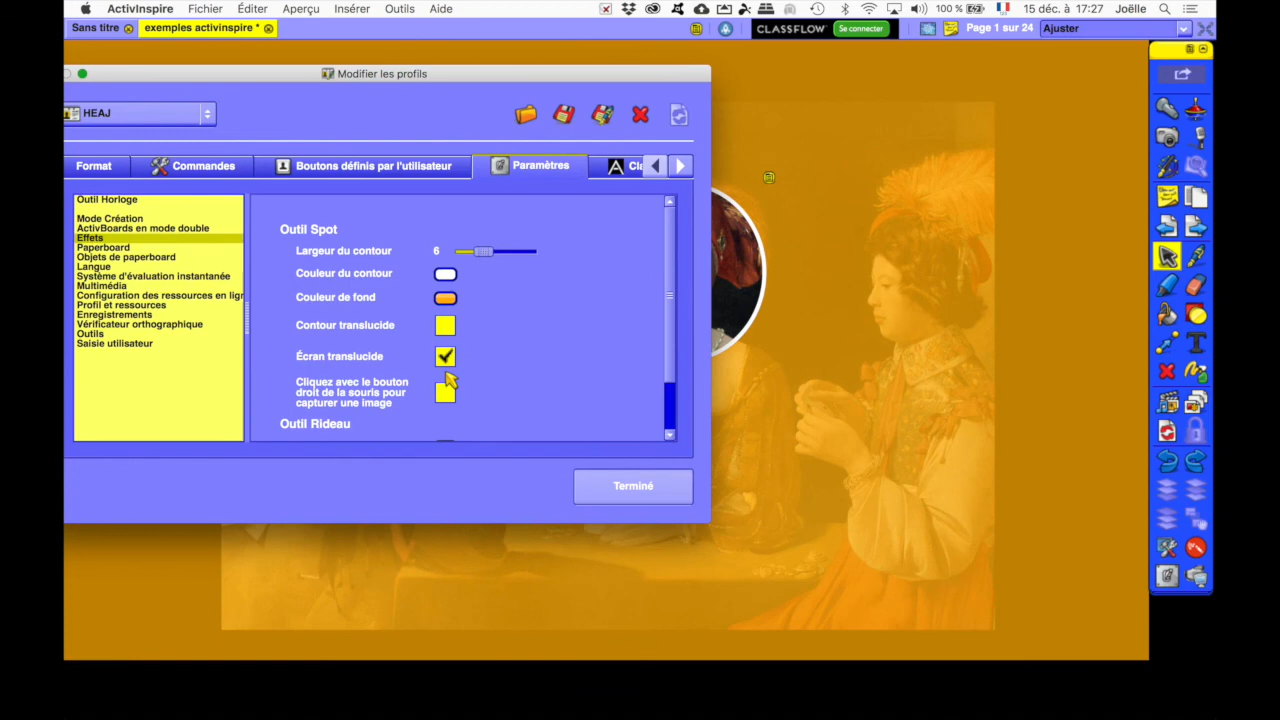 ActivInspire Fichier Éditer Aperçu Insérer Outils Aide 100 % 15 déc. à 17:27 Joëlle
Sans titre exemples activinspire * CLASSFLOW Se connecter Page 1 sur 24 Ajuster
Modifier les profils
HEAJ
Format Commandes Boutons définis par l'utilisateur Paramètres
Outil Horloge
Mode Création
ActivBoards en mode double
Effets
Paperboard
Objets de paperboard
Langue
Système d'évaluation instantanée
Multimédia
Configuration des ressources en lign
Profil et ressources
Enregistrements
Vérificateur orthographique
Outils
Saisie utilisateur
Outil Spot
Largeur du contour 6
Couleur du contour
Couleur de fond
Contour translucide
Écran translucide
Cliquez avec le bouton
droit de la souris pour
capturer une image
Outil Rideau
Terminé